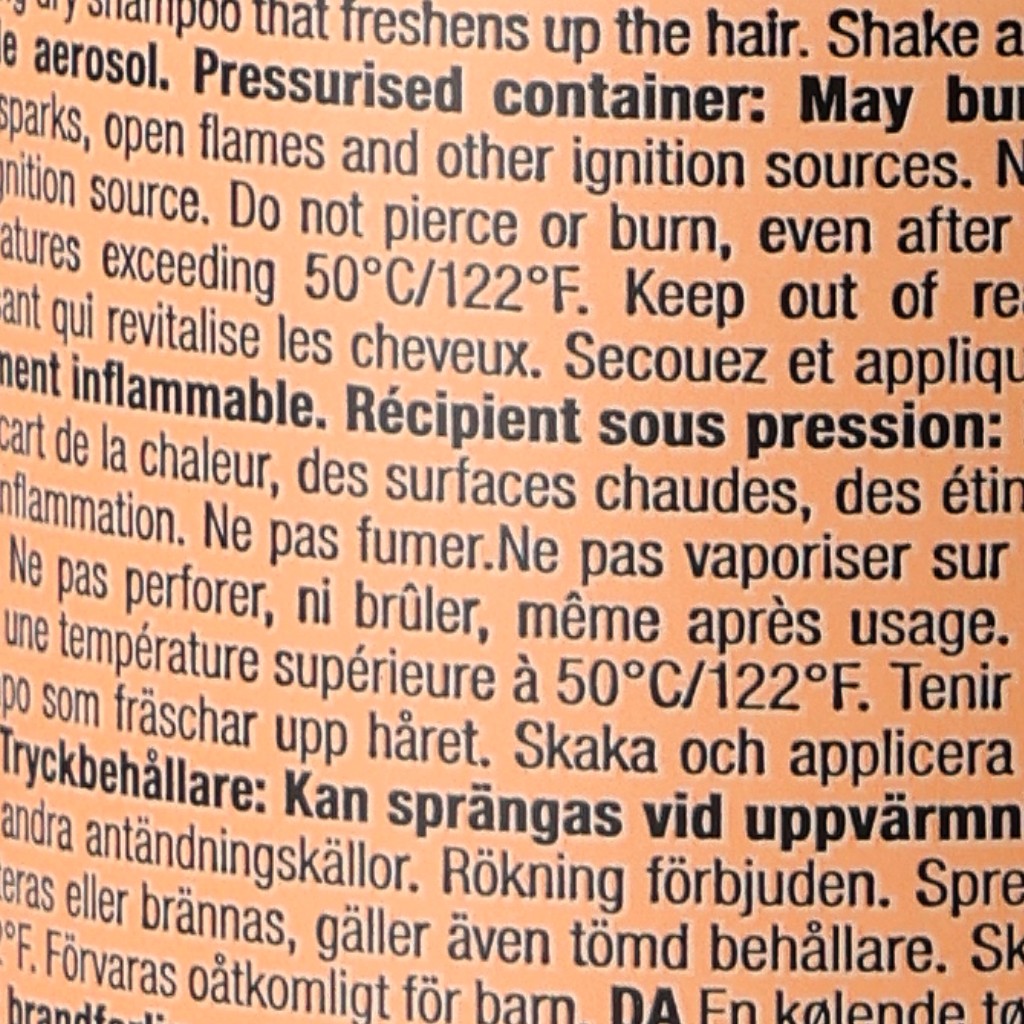 shampoo that freshens up the hair. Shake a
aerosol. Pressurised container: May bu
sparks, open flames and other ignition sources. N
gnition source. Do not pierce or burn, even after
atures exceeding 50°C/122°F. Keep out of re
ant qui revitalise les cheveux. Secouez et appliqu
ment inflammable. Récipient sous pression:
cart de la chaleur, des surfaces chaudes, des étin
nflammation. Ne pas fumer.Ne pas vaporiser sur
Ne pas perforer, ni brûler, même après usage.
une température supérieure à 50°C/122°F. Tenir
po som fräschar upp håret. Skaka och applicera
Tryckbehållare: Kan sprängas vid uppvärmn
andra antändningskällor. Rökning förbjuden. Spre
teras eller brännas, gäller även tömd behållare. Sk
°F. Förvaras oåtkomligt för barn. DA En kølende tø